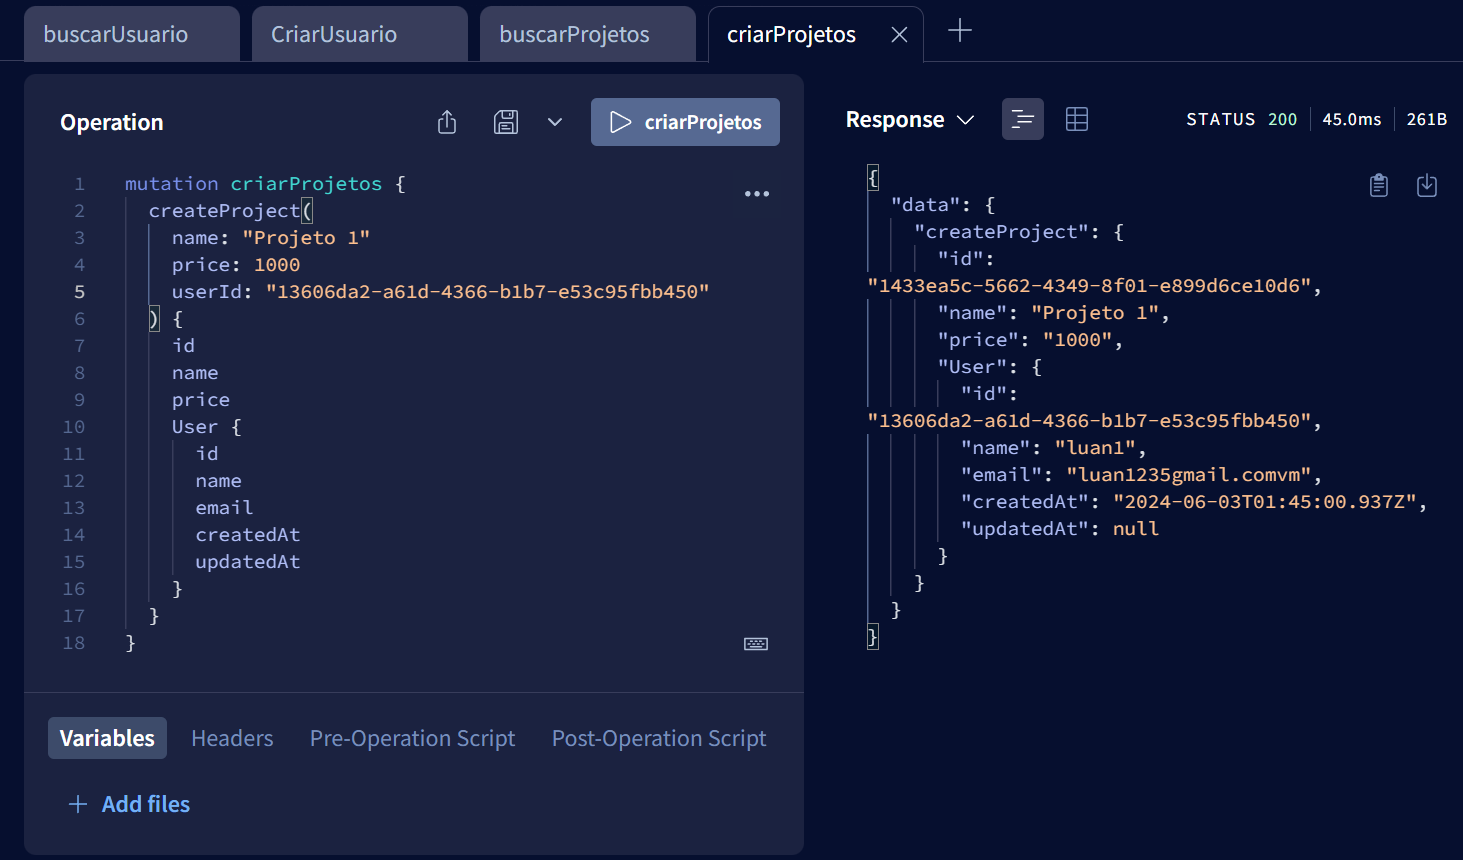 buscarUsuario CriarUsuario buscarProjetos criarProjetos
Operation
criarProjetos
1 mutation criarProjetos {
2 createProject(
3 name: "Projeto 1"
4 price: 1000
5 userId: "13606da2-a61d-4366-b1b7-e53c95fbb450"
6 ) {
7 id
8 name
9 price
10 User {
11 id
12 name
13 email
14 createdAt
15 updatedAt
16 }
17 }
18 }
Variables Headers Pre-Operation Script Post-Operation Script
Add files
Response STATUS 200 45.0ms 261B
{
"data": {
"createProject": {
"id":
"1433ea5c-5662-4349-8f01-e899d6ce10d6",
"name": "Projeto 1",
"price": "1000",
"User": {
"id":
"13606da2-a61d-4366-b1b7-e53c95fbb450",
"name": "luan1",
"email": "luan1235gmail.comvm",
"createdAt": "2024-06-03T01:45:00.937Z",
"updatedAt": null
}
}
}
}